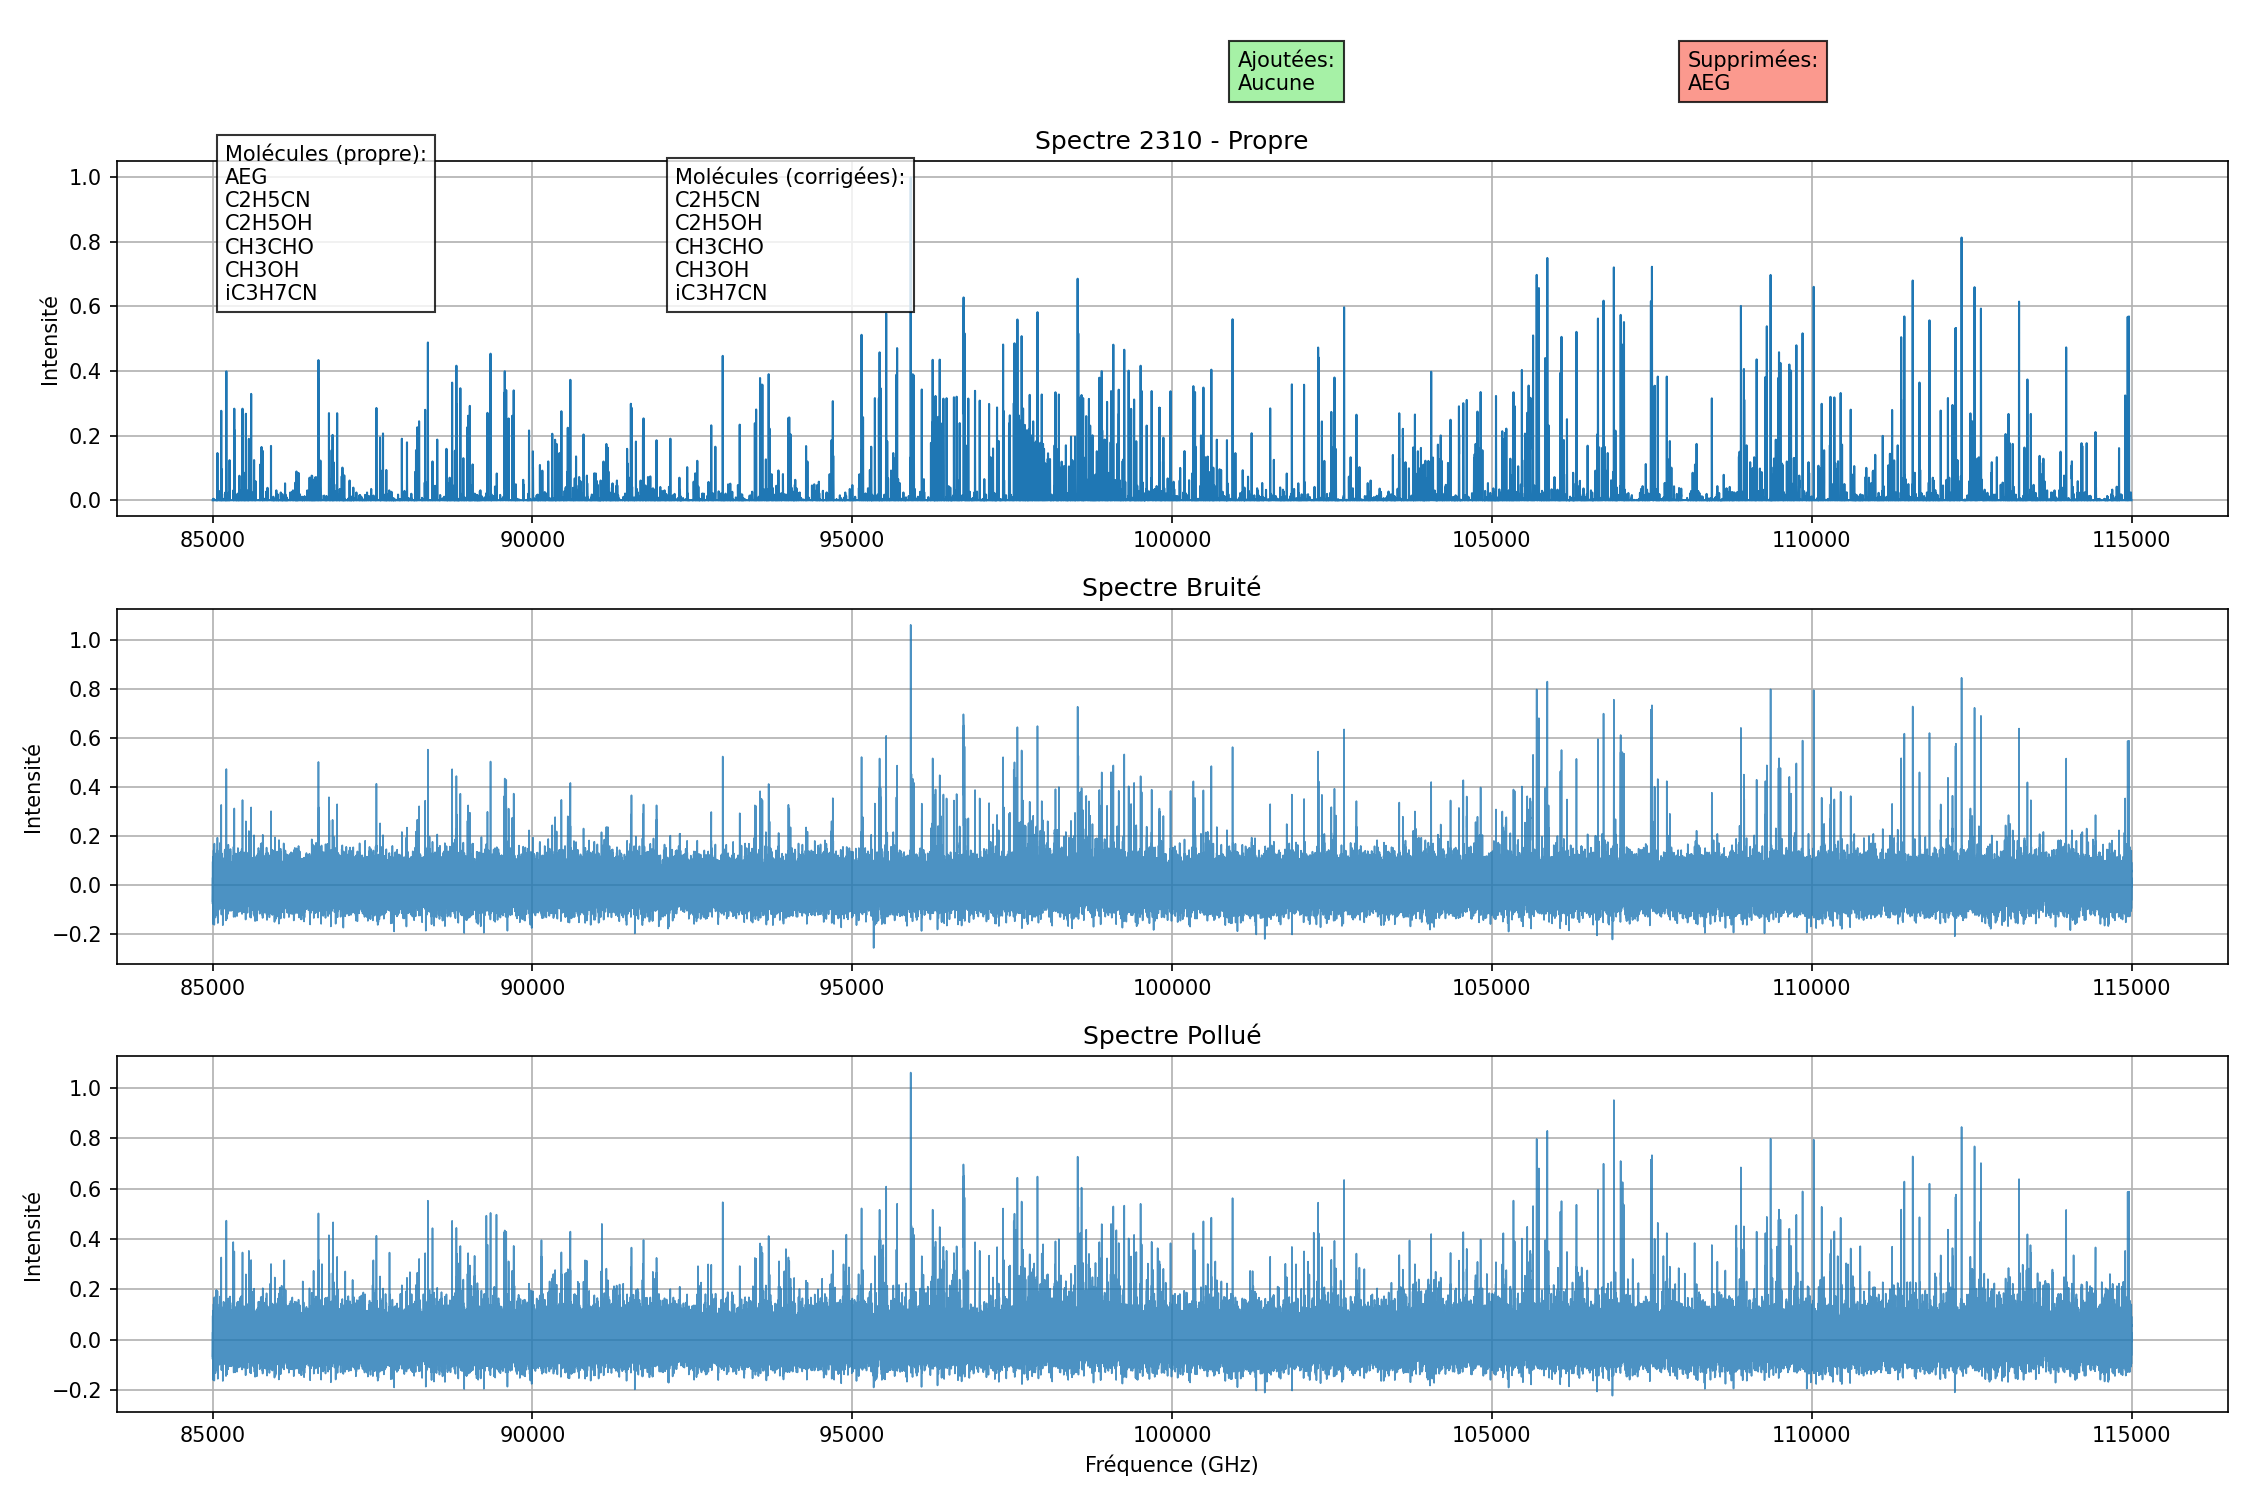 Ajoutées:
Aucune
Supprimées:
AEG
Spectre 2310 - Propre
Molécules (propre):
AEG
C2H5CN
C2H5OH
CH3CHO
CH3OH
iC3H7CN
Molécules (corrigées):
C2H5CN
C2H5OH
CH3CHO
CH3OH
iC3H7CN
Intensité
1.0
0.8
0.6
0.4
0.2
0.0
85000 90000 95000 100000 105000 110000 115000
Spectre Bruité
Intensité
1.0
0.8
0.6
0.4
0.2
0.0
−0.2
85000 90000 95000 100000 105000 110000 115000
Spectre Pollué
Intensité
1.0
0.8
0.6
0.4
0.2
0.0
−0.2
85000 90000 95000 100000 105000 110000 115000
Fréquence (GHz)